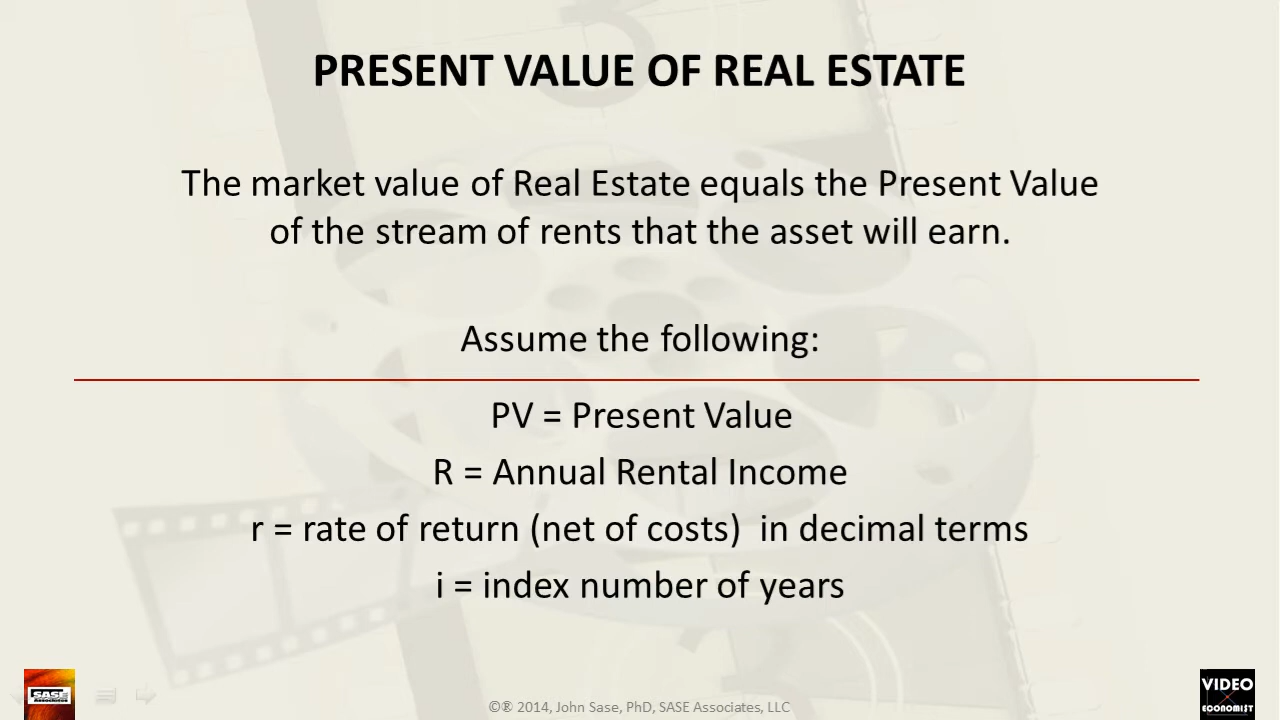 PRESENT VALUE OF REAL ESTATE
The market value of Real Estate equals the Present Value
of the stream of rents that the asset will earn.
Assume the following:
PV = Present Value
R = Annual Rental Income
r = rate of return (net of costs)  in decimal terms
i = index number of years
SASE
Associates
©® 2014, John Sase, PhD, SASE Associates, LLC
VIDEO
ECONOMIST